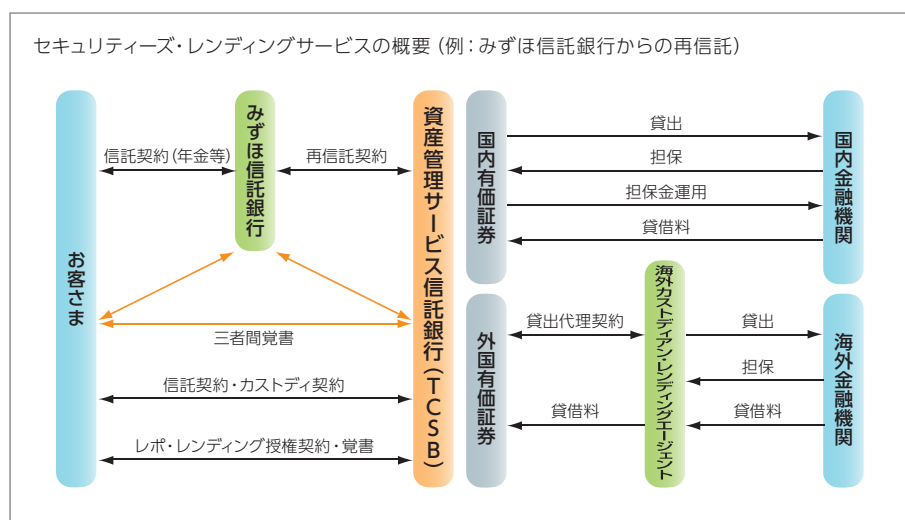 セキュリティーズ・レンディングサービスの概要（例：みずほ信託銀行からの再信託）
お客さま
信託契約（年金等）
みずほ信託銀行
再信託契約
三者間覚書
信託契約・カストディ契約
レポ・レンディング授権契約・覚書
資産管理サービス信託銀行（TCSB）
国内有価証券
貸出
担保
担保金運用
貸借料
国内金融機関
外国有価証券
貸出代理契約
貸借料
海外カストディアン・レンディングエージェント
貸出
担保
貸借料
海外金融機関